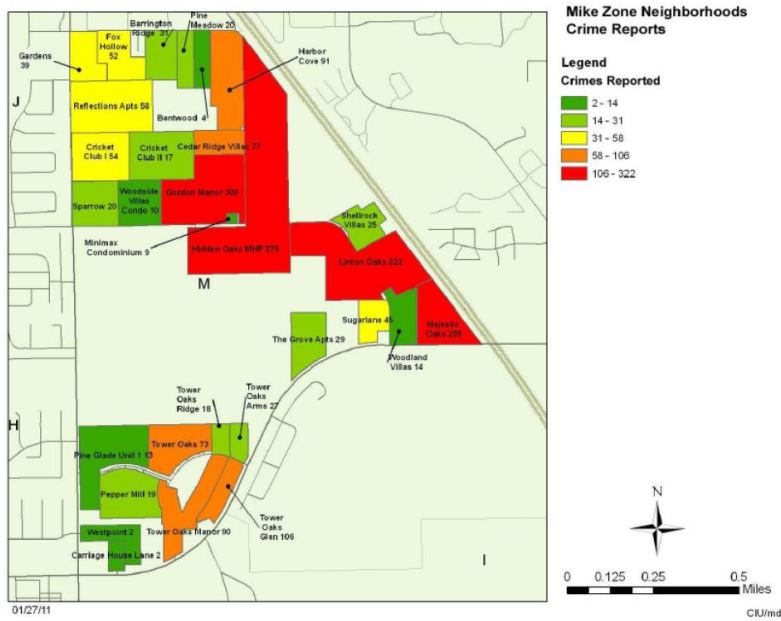 Mike Zone Neighborhoods
Crime Reports
Legend
Crimes Reported
2 - 14
14 - 31
31 - 58
58 - 106
106 - 322
Barrington
Ridge 31
Pine
Meadow 20
Fox
Hollow
52
Gardens
39
Harbor
Cove 91
J
Reflections Apts 58
Bentwood 4
Cricket
Club I 54
Cricket
Club II 17
Cedar Ridge Villas 77
Sparrow 20
Woodside
Villas
Condo 10
Gordon Manor 300
Shellrock
Villas 25
Minimax
Condominium 9
Hidden Oaks MHP 275
Linton Oaks 322
M
Sugarlane 45
Majestic
Oaks 295
The Grove Apts 29
Woodland
Villas 14
Tower
Oaks
Ridge 18
Tower
Oaks
Arms 27
H
Pine Glade Unit 1 13
Tower Oaks 73
Pepper Mill 19
Tower
Oaks
Glen 106
Westpoint 2
Tower Oaks Manor 90
Carriage House Lane 2
I
N
0 0.125 0.25 0.5
Miles
01/27/11
CIU/md